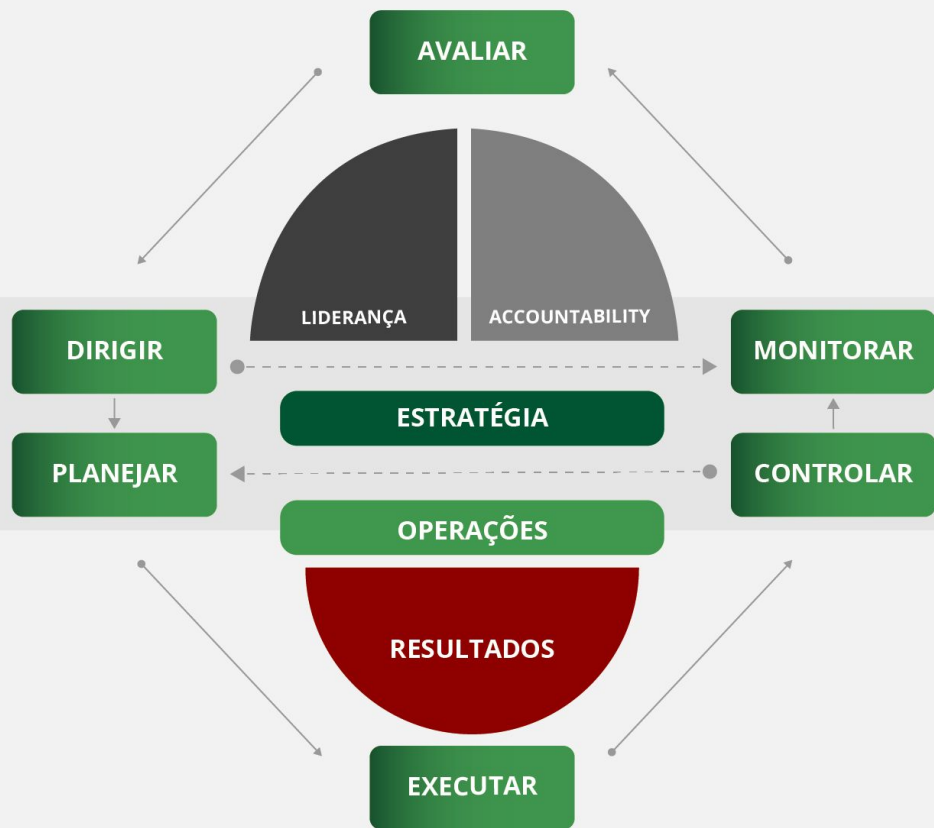 AVALIAR
LIDERANÇA
ACCOUNTABILITY
DIRIGIR
MONITORAR
ESTRATÉGIA
PLANEJAR
CONTROLAR
OPERAÇÕES
RESULTADOS
EXECUTAR